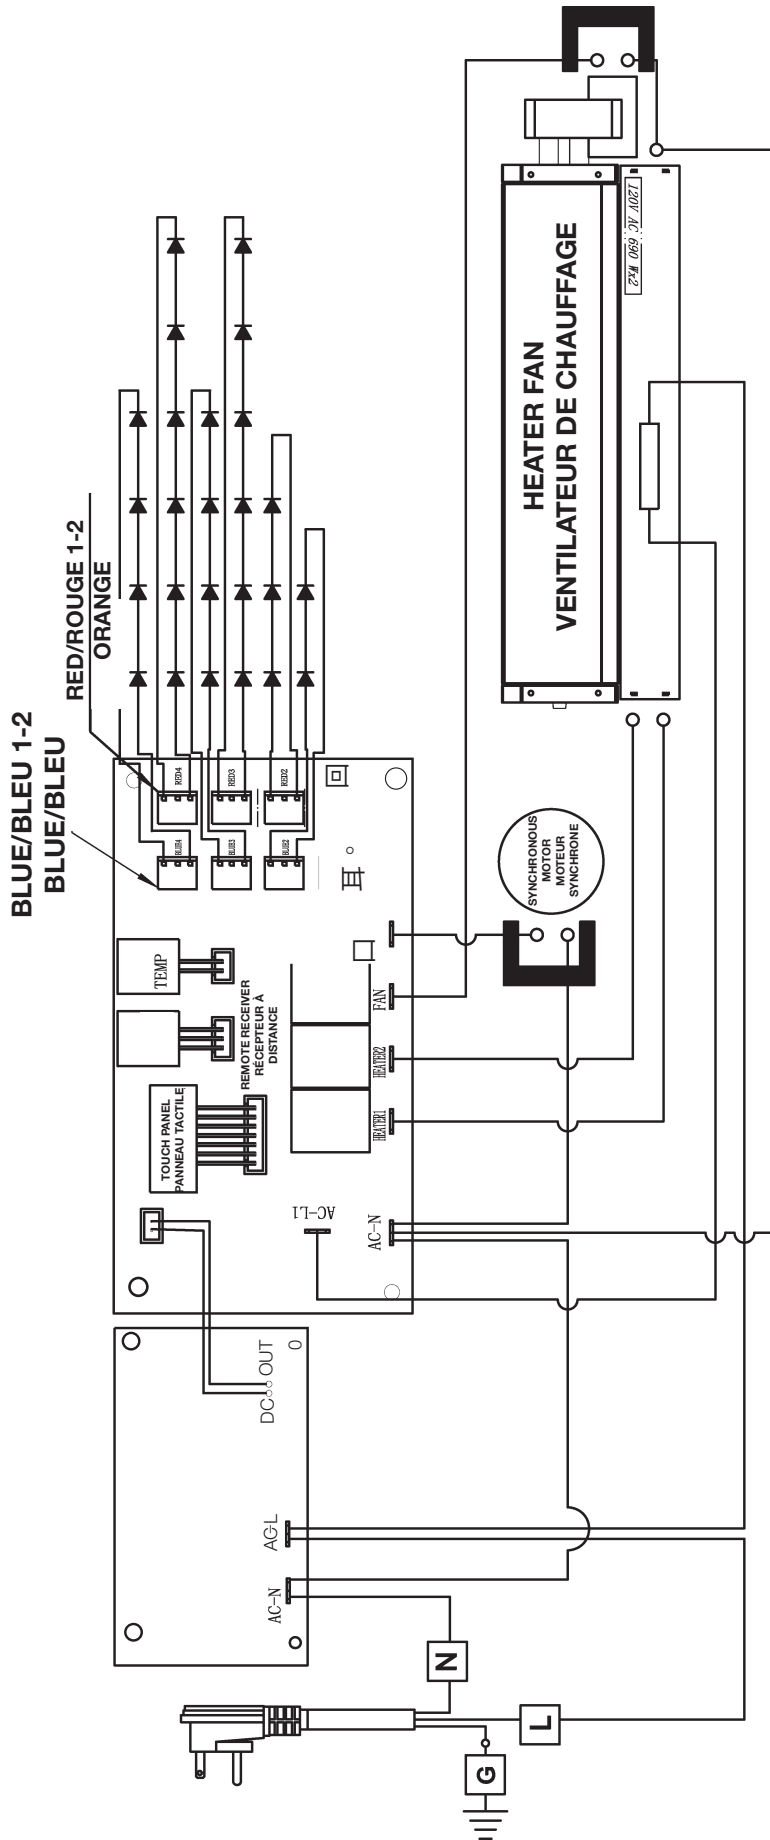 BLUE/BLEU 1-2
BLUE/BLEU
RED/ROUGE 1-2
ORANGE
RED4
RED3
RED2
BLUE4
BLUE3
BLUE2
TEMP
REMOTE RECEIVER
RÉCEPTEUR À
DISTANCE
TOUCH PANEL
PANNEAU TACTILE
FAN
HEATER2
HEATER1
AC-L1
AC-N
HEATER FAN
VENTILATEUR DE CHAUFFAGE
120V AC 690 Wx2
SYNCHRONOUS
MOTOR
MOTEUR
SYNCHRONE
DC OUT
0
AC-L
AC-N
N
L
G